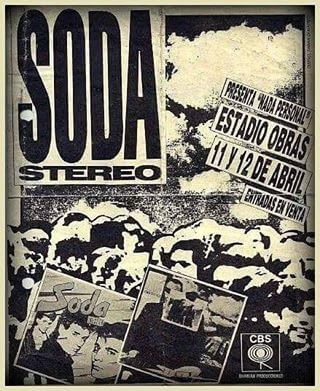 SODA
STEREO
PRESENTA "NADA PERSONAL"
ESTADIO OBRAS
11 Y 12 DE ABRIL
ENTRADAS EN VENTA
Soda
CBS